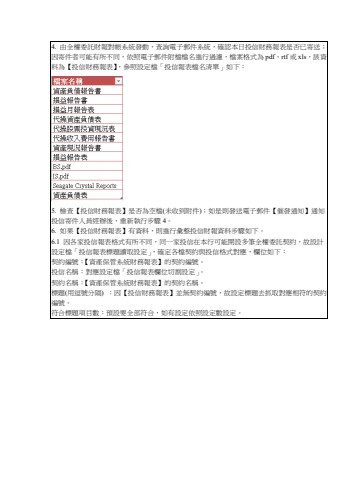 4. 由全權委託財報對帳系統發動，查詢電子郵件系統，確認本日投信財務報表是否已寄送；
因寄件者可能有所不同，依照電子郵件附檔檔名進行過濾，檔案格式為 pdf、rtf 或 xls，該資
料為【投信財務報表】，參照設定檔「投信報表檔名清單」如下：
檔案名稱
資產負債報告書
損益報告書
損益月報告表
代操資產負債表
代操股票投資現況表
代操收入費用報告書
資產現況報告書
損益報告表
BS.pdf
IS.pdf
Seagate Crystal Reports
資產負債表
5. 檢查【投信財務報表】是否為空檔(未收到附件)；如是則發送電子郵件【催發通知】通知
投信寄件人員經辦後，重新執行步驟 4。
6. 如果【投信財務報表】有資料，則進行彙整投信財報資料步驟如下。
6.1 因各家投信報表格式有所不同，同一家投信在本行可能開設多筆全權委託契約，故設計
設定檔「投信報表標題讀取設定」，確定各檔契約與投信格式對應，欄位如下：
契約編號：【資產保管系統財務報表】的契約編號。
投信名稱：對應設定檔「投信報表欄位切割設定」。
契約名稱：【資產保管系統財務報表】的契約名稱。
標題(用逗號分隔) ：因【投信財務報表】並無契約編號，故設定標題去抓取對應相符的契約
編號。
符合標題項目數：預設要全部符合，如有設定依照設定數設定。